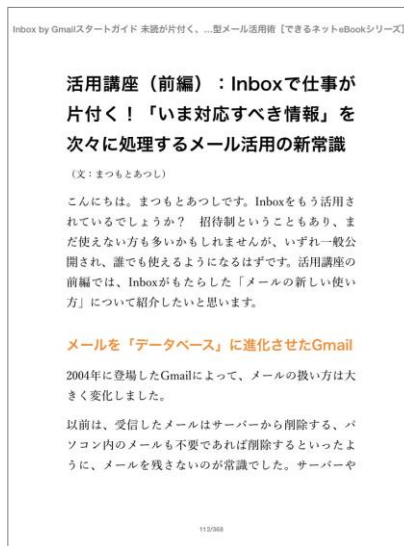 Inbox by Gmailスタートガイド 未読が片付く、...型メール活用術［できるネットeBookシリーズ］
活用講座（前編）：Inboxで仕事が
片付く！「いま対応すべき情報」を
次々に処理するメール活用の新常識
（文：まつもとあつし）
こんにちは。まつもとあつしです。Inboxをもう活用さ
れているでしょうか？　招待制ということもあり、ま
だ使えない方も多いかもしれませんが、いずれ一般公
開され、誰でも使えるようになるはずです。活用講座の
前編では、Inboxがもたらした「メールの新しい使い
方」について紹介したいと思います。
メールを「データベース」に進化させたGmail
2004年に登場したGmailによって、メールの扱い方は大
きく変化しました。
以前は、受信したメールはサーバーから削除する、パ
ソコン内のメールも不要であれば削除するといったよ
うに、メールを残さないのが常識でした。サーバーや
112/368